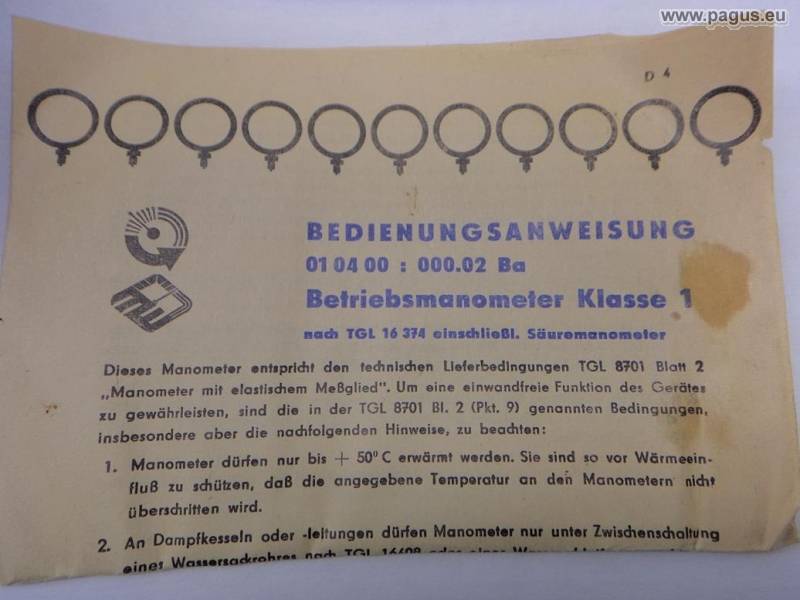 www.pagus.eu
D 4
BEDIENUNGSANWEISUNG
01 04 00 : 000.02 Ba
Betriebsmanometer Klasse 1
nach TGL 16 374 einschließl. Säuremanometer
Dieses Manometer entspricht den technischen Lieferbedingungen TGL 8701 Blatt 2
„Manometer mit elastischem Meßglied". Um eine einwandfreie Funktion des Gerätes
zu gewährleisten, sind die in der TGL 8701 Bl. 2 (Pkt. 9) genannten Bedingungen,
insbesondere aber die nachfolgenden Hinweise, zu beachten:
1. Manometer dürfen nur bis + 50° C erwärmt werden. Sie sind so vor Wärmeein-
fluß zu schützen, daß die angegebene Temperatur an den Manometern nicht
überschritten wird.
2. An Dampfkesseln oder -leitungen dürfen Manometer nur unter Zwischenschaltung
eines Wassersackrohres nach TGL 16698 oder eines